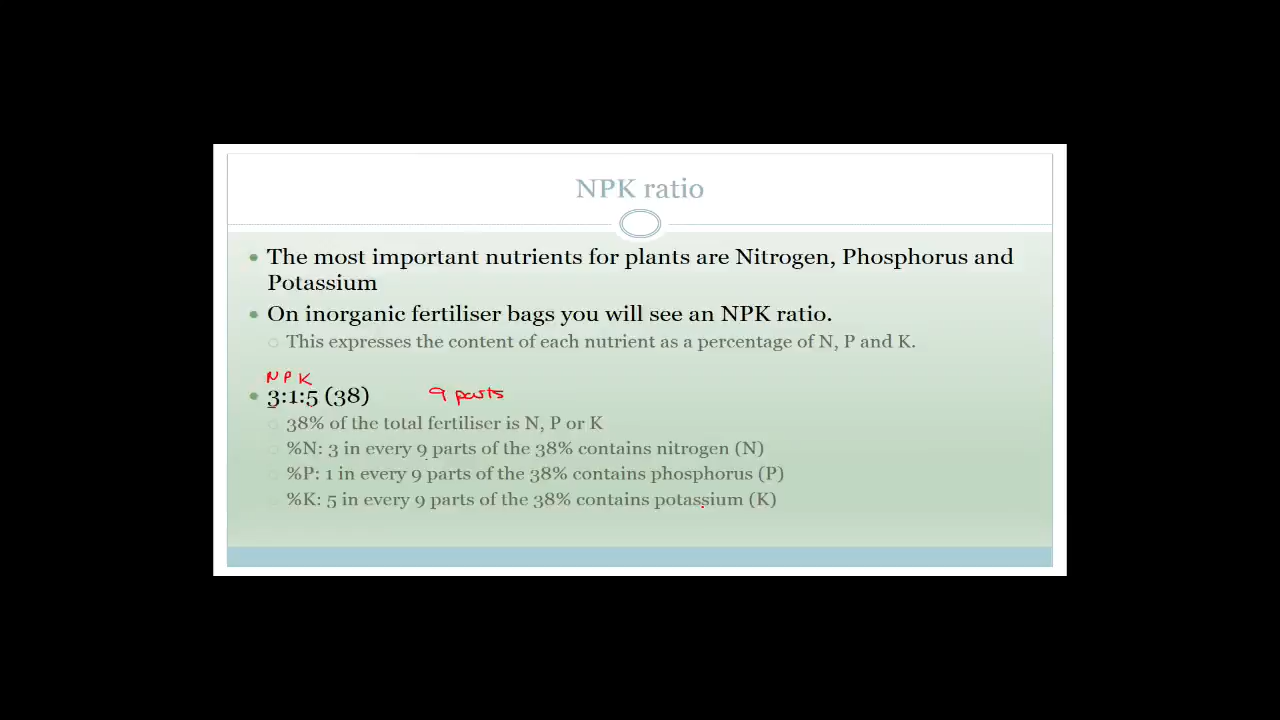 NPK ratio
The most important nutrients for plants are Nitrogen, Phosphorus and
Potassium
On inorganic fertiliser bags you will see an NPK ratio.
This expresses the content of each nutrient as a percentage of N, P and K.
N P K
3:1:5 (38) 9 parts
38% of the total fertiliser is N, P or K
%N: 3 in every 9 parts of the 38% contains nitrogen (N)
%P: 1 in every 9 parts of the 38% contains phosphorus (P)
%K: 5 in every 9 parts of the 38% contains potassium (K)